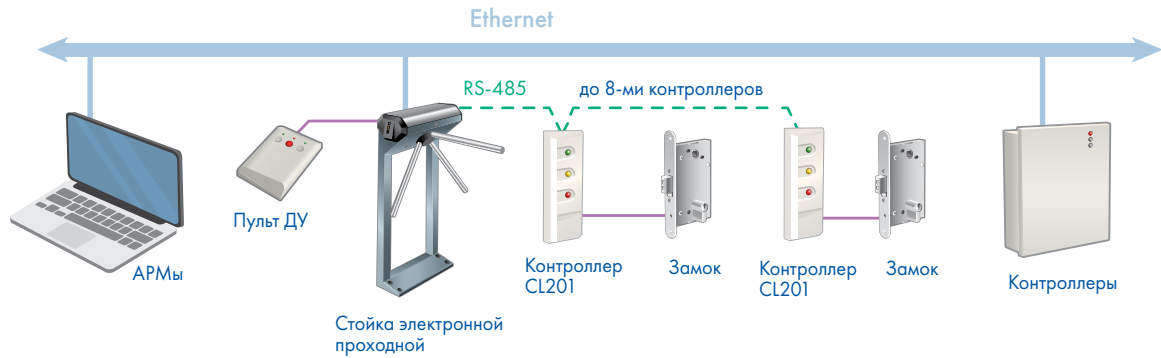 Ethernet
RS-485
до 8-ми контроллеров
Пульт ДУ
АРМы
Контроллер
CL201
Замок
Контроллер
CL201
Замок
Контроллеры
Стойка электронной
проходной